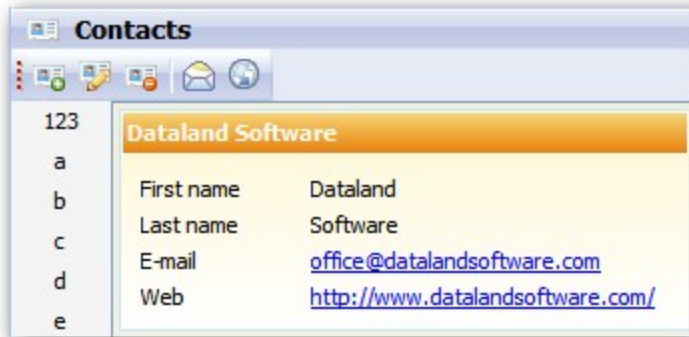 Contacts
123
a
b
c
d
e
Dataland Software
First name Dataland
Last name Software
E-mail office@datalandsoftware.com
Web http://www.datalandsoftware.com/